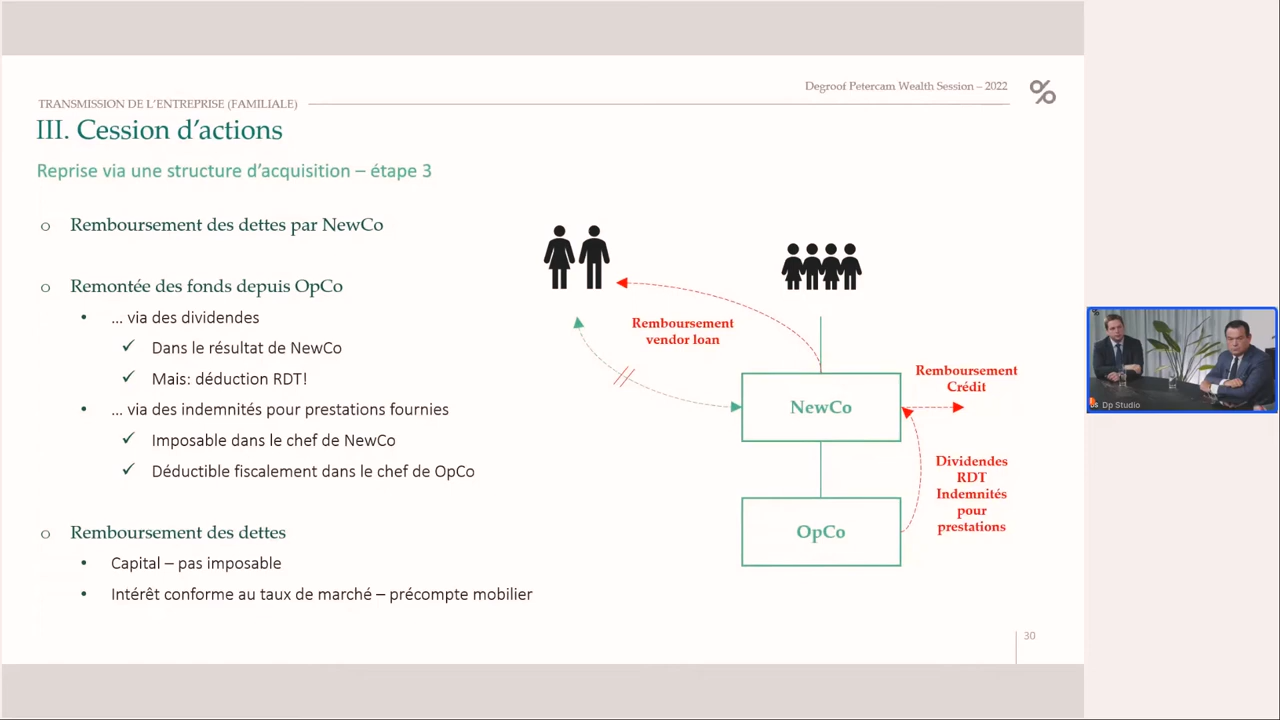 Degroof Petercam Wealth Session – 2022
TRANSMISSION DE L'ENTREPRISE (FAMILIALE)
III. Cession d'actions
Reprise via une structure d'acquisition – étape 3
o Remboursement des dettes par NewCo
o Remontée des fonds depuis OpCo
• ... via des dividendes
✓ Dans le résultat de NewCo
✓ Mais: déduction RDT!
• ... via des indemnités pour prestations fournies
✓ Imposable dans le chef de NewCo
✓ Déductible fiscalement dans le chef de OpCo
o Remboursement des dettes
• Capital – pas imposable
• Intérêt conforme au taux de marché – précompte mobilier
Remboursement
vendor loan
Remboursement
Crédit
NewCo
Dividendes
RDT
Indemnités
pour
prestations
OpCo
30
Dp Studio